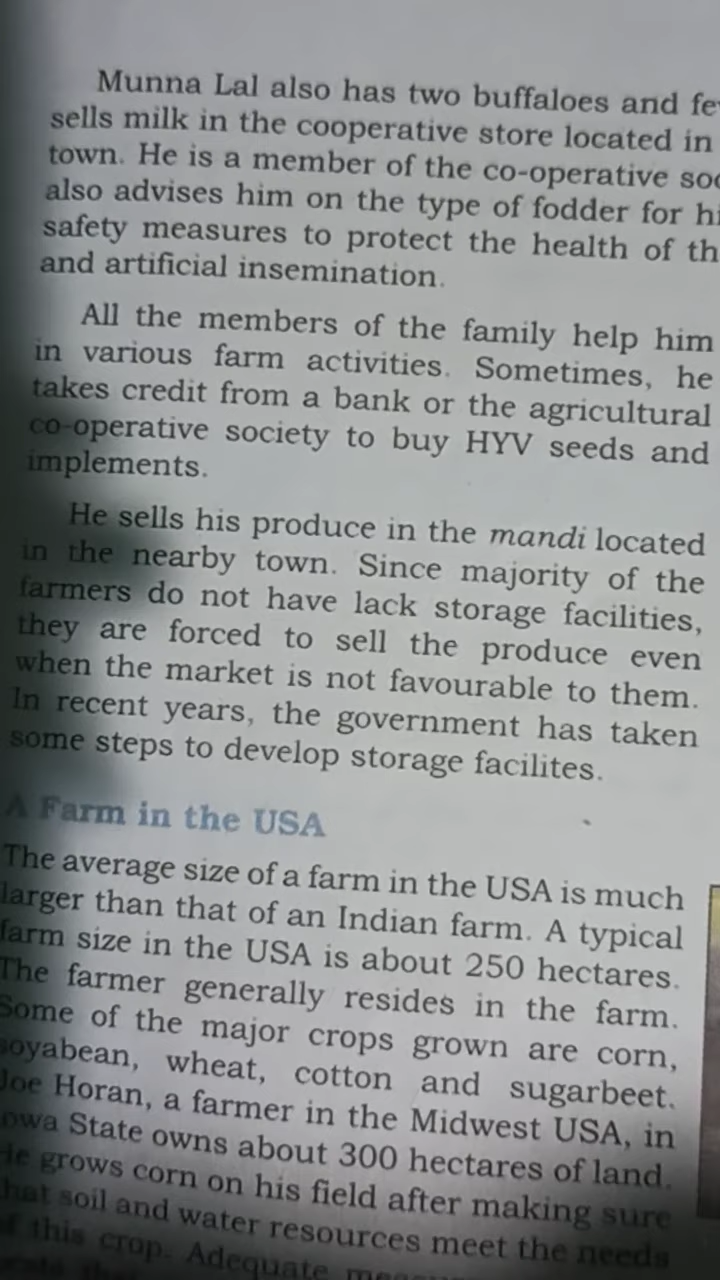 Munna Lal also has two buffaloes and
sells milk in the cooperative store located in
town. He is a member of the co-operative
also advises him on the type of fodder for
safety measures to protect the health of
and artificial insemination.
All the members of the family help him
in various farm activities. Sometimes, he
takes credit from a bank or the agricultural
co-operative society to buy HYV seeds and
implements.
He sells his produce in the mandi located
in the nearby town. Since majority of the
farmers do not have lack storage facilities,
they are forced to sell the produce even
when the market is not favourable to them.
In recent years, the government has taken
some steps to develop storage facilites.
A Farm in the USA
The average size of a farm in the USA is much
larger than that of an Indian farm. A typical
farm size in the USA is about 250 hectares.
The farmer generally resides in the farm.
Some of the major crops grown are corn,
soyabean, wheat, cotton and sugarbeet.
Joe Horan, a farmer in the Midwest USA, in
Iowa State owns about 300 hectares of land.
He grows corn on his field after making sure
that soil and water resources meet the needs
of this crop. Adequate